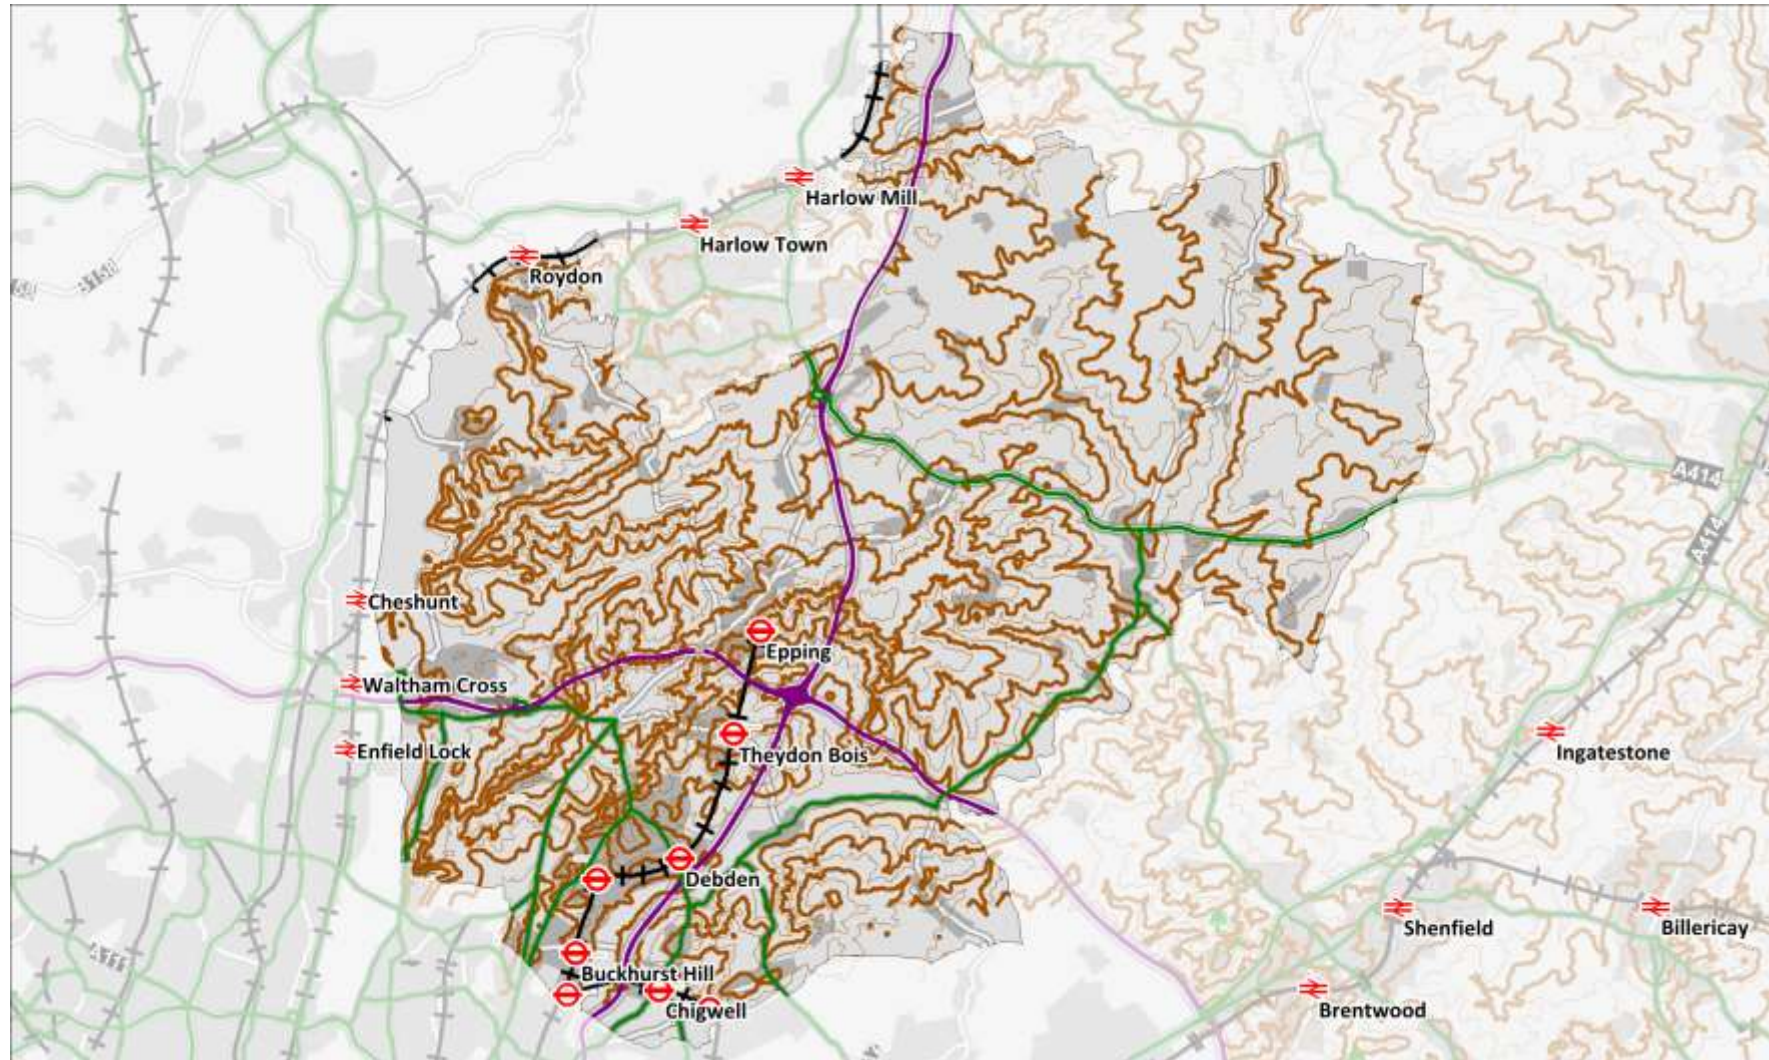 Harlow Mill
Harlow Town
Roydon
A414
A414
Cheshunt
Epping
Waltham Cross
Enfield Lock
Theydon Bois
Ingatestone
Debden
Shenfield
Billericay
Buckhurst Hill
Chigwell
Brentwood